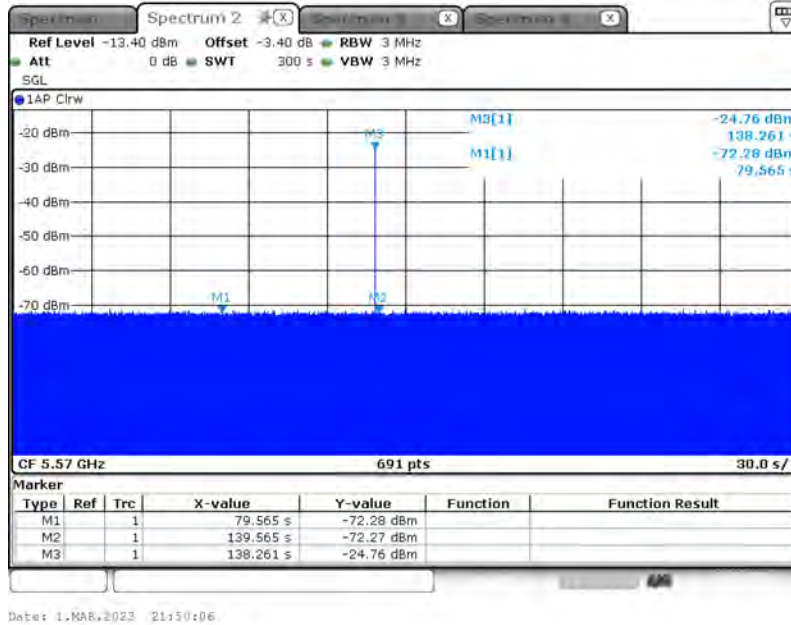 Spectrum Spectrum 2 X Spectrum 3 X Spectrum 4 X
Ref Level -13.40 dBm Offset -3.40 dB RBW 3 MHz
Att 0 dB SWT 300 s VBW 3 MHz
SGL
1AP Clrw
M3[1] -24.76 dBm
138.261 s
M1[1] -72.28 dBm
79.565 s
-20 dBm
M3
-30 dBm
-40 dBm
-50 dBm
-60 dBm
M1 M2
-70 dBm
CF 5.57 GHz 691 pts 30.0 s/
Marker
Type Ref Trc X-value Y-value Function Function Result
M1 1 79.565 s -72.28 dBm
M2 1 139.565 s -72.27 dBm
M3 1 138.261 s -24.76 dBm
Date: 1.MAR.2023 21:50:06